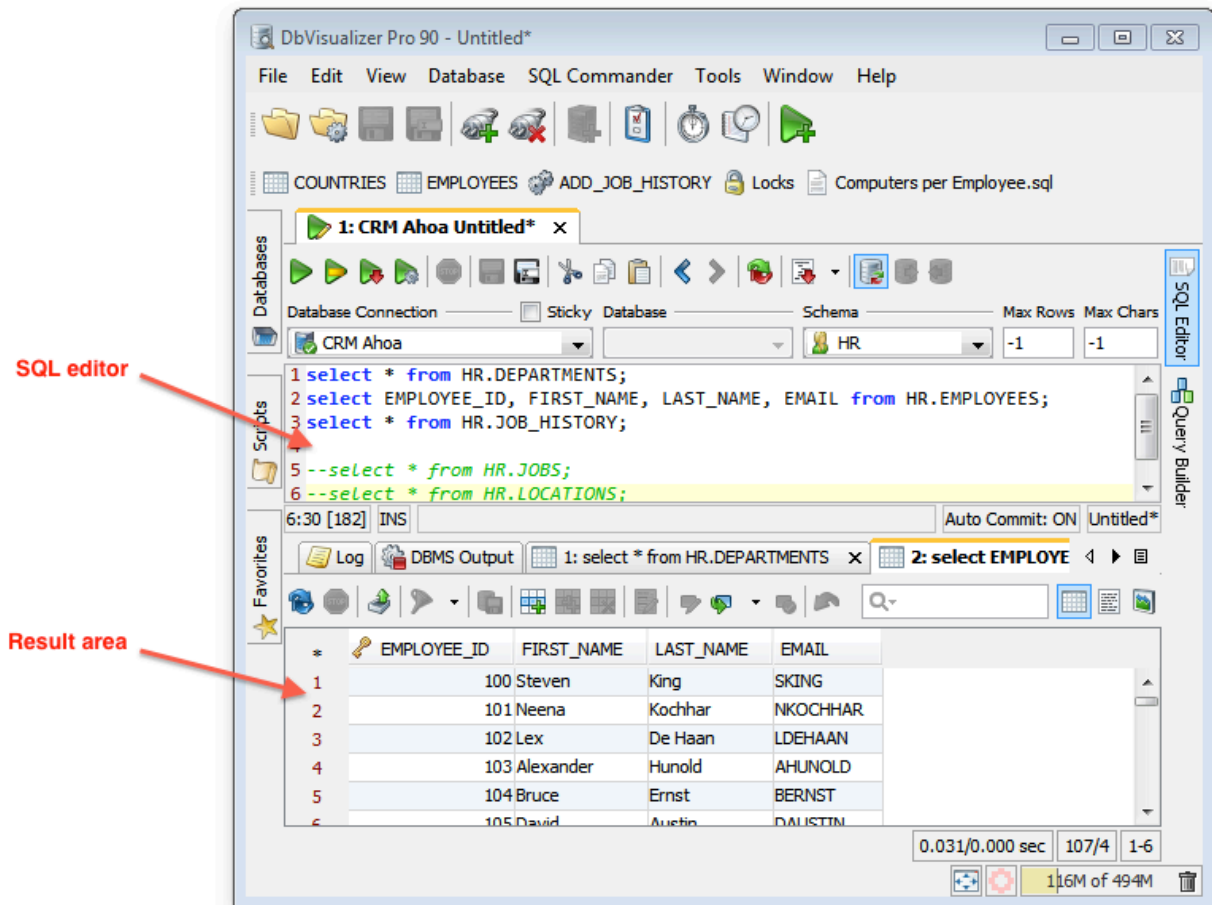 DbVisualizer Pro 90 - Untitled*
File Edit View Database SQL Commander Tools Window Help
COUNTRIES EMPLOYEES ADD_JOB_HISTORY Locks Computers per Employee.sql
1: CRM Ahoa Untitled*
Databases
Scripts
Favorites
SQL Editor
Query Builder
Database Connection Sticky Database Schema Max Rows Max Chars
CRM Ahoa HR -1 -1
SQL editor
1 select * from HR.DEPARTMENTS;
2 select EMPLOYEE_ID, FIRST_NAME, LAST_NAME, EMAIL from HR.EMPLOYEES;
3 select * from HR.JOB_HISTORY;
4
5 --select * from HR.JOBS;
6 --select * from HR.LOCATIONS;
6:30 [182] INS Auto Commit: ON Untitled*
Log DBMS Output 1: select * from HR.DEPARTMENTS 2: select EMPLOYE
Result area
* EMPLOYEE_ID FIRST_NAME LAST_NAME EMAIL
1 100 Steven King SKING
2 101 Neena Kochhar NKOCHHAR
3 102 Lex De Haan LDEHAAN
4 103 Alexander Hunold AHUNOLD
5 104 Bruce Ernst BERNST
6 105 David Austin DAUSTIN
0.031/0.000 sec 107/4 1-6
116M of 494M